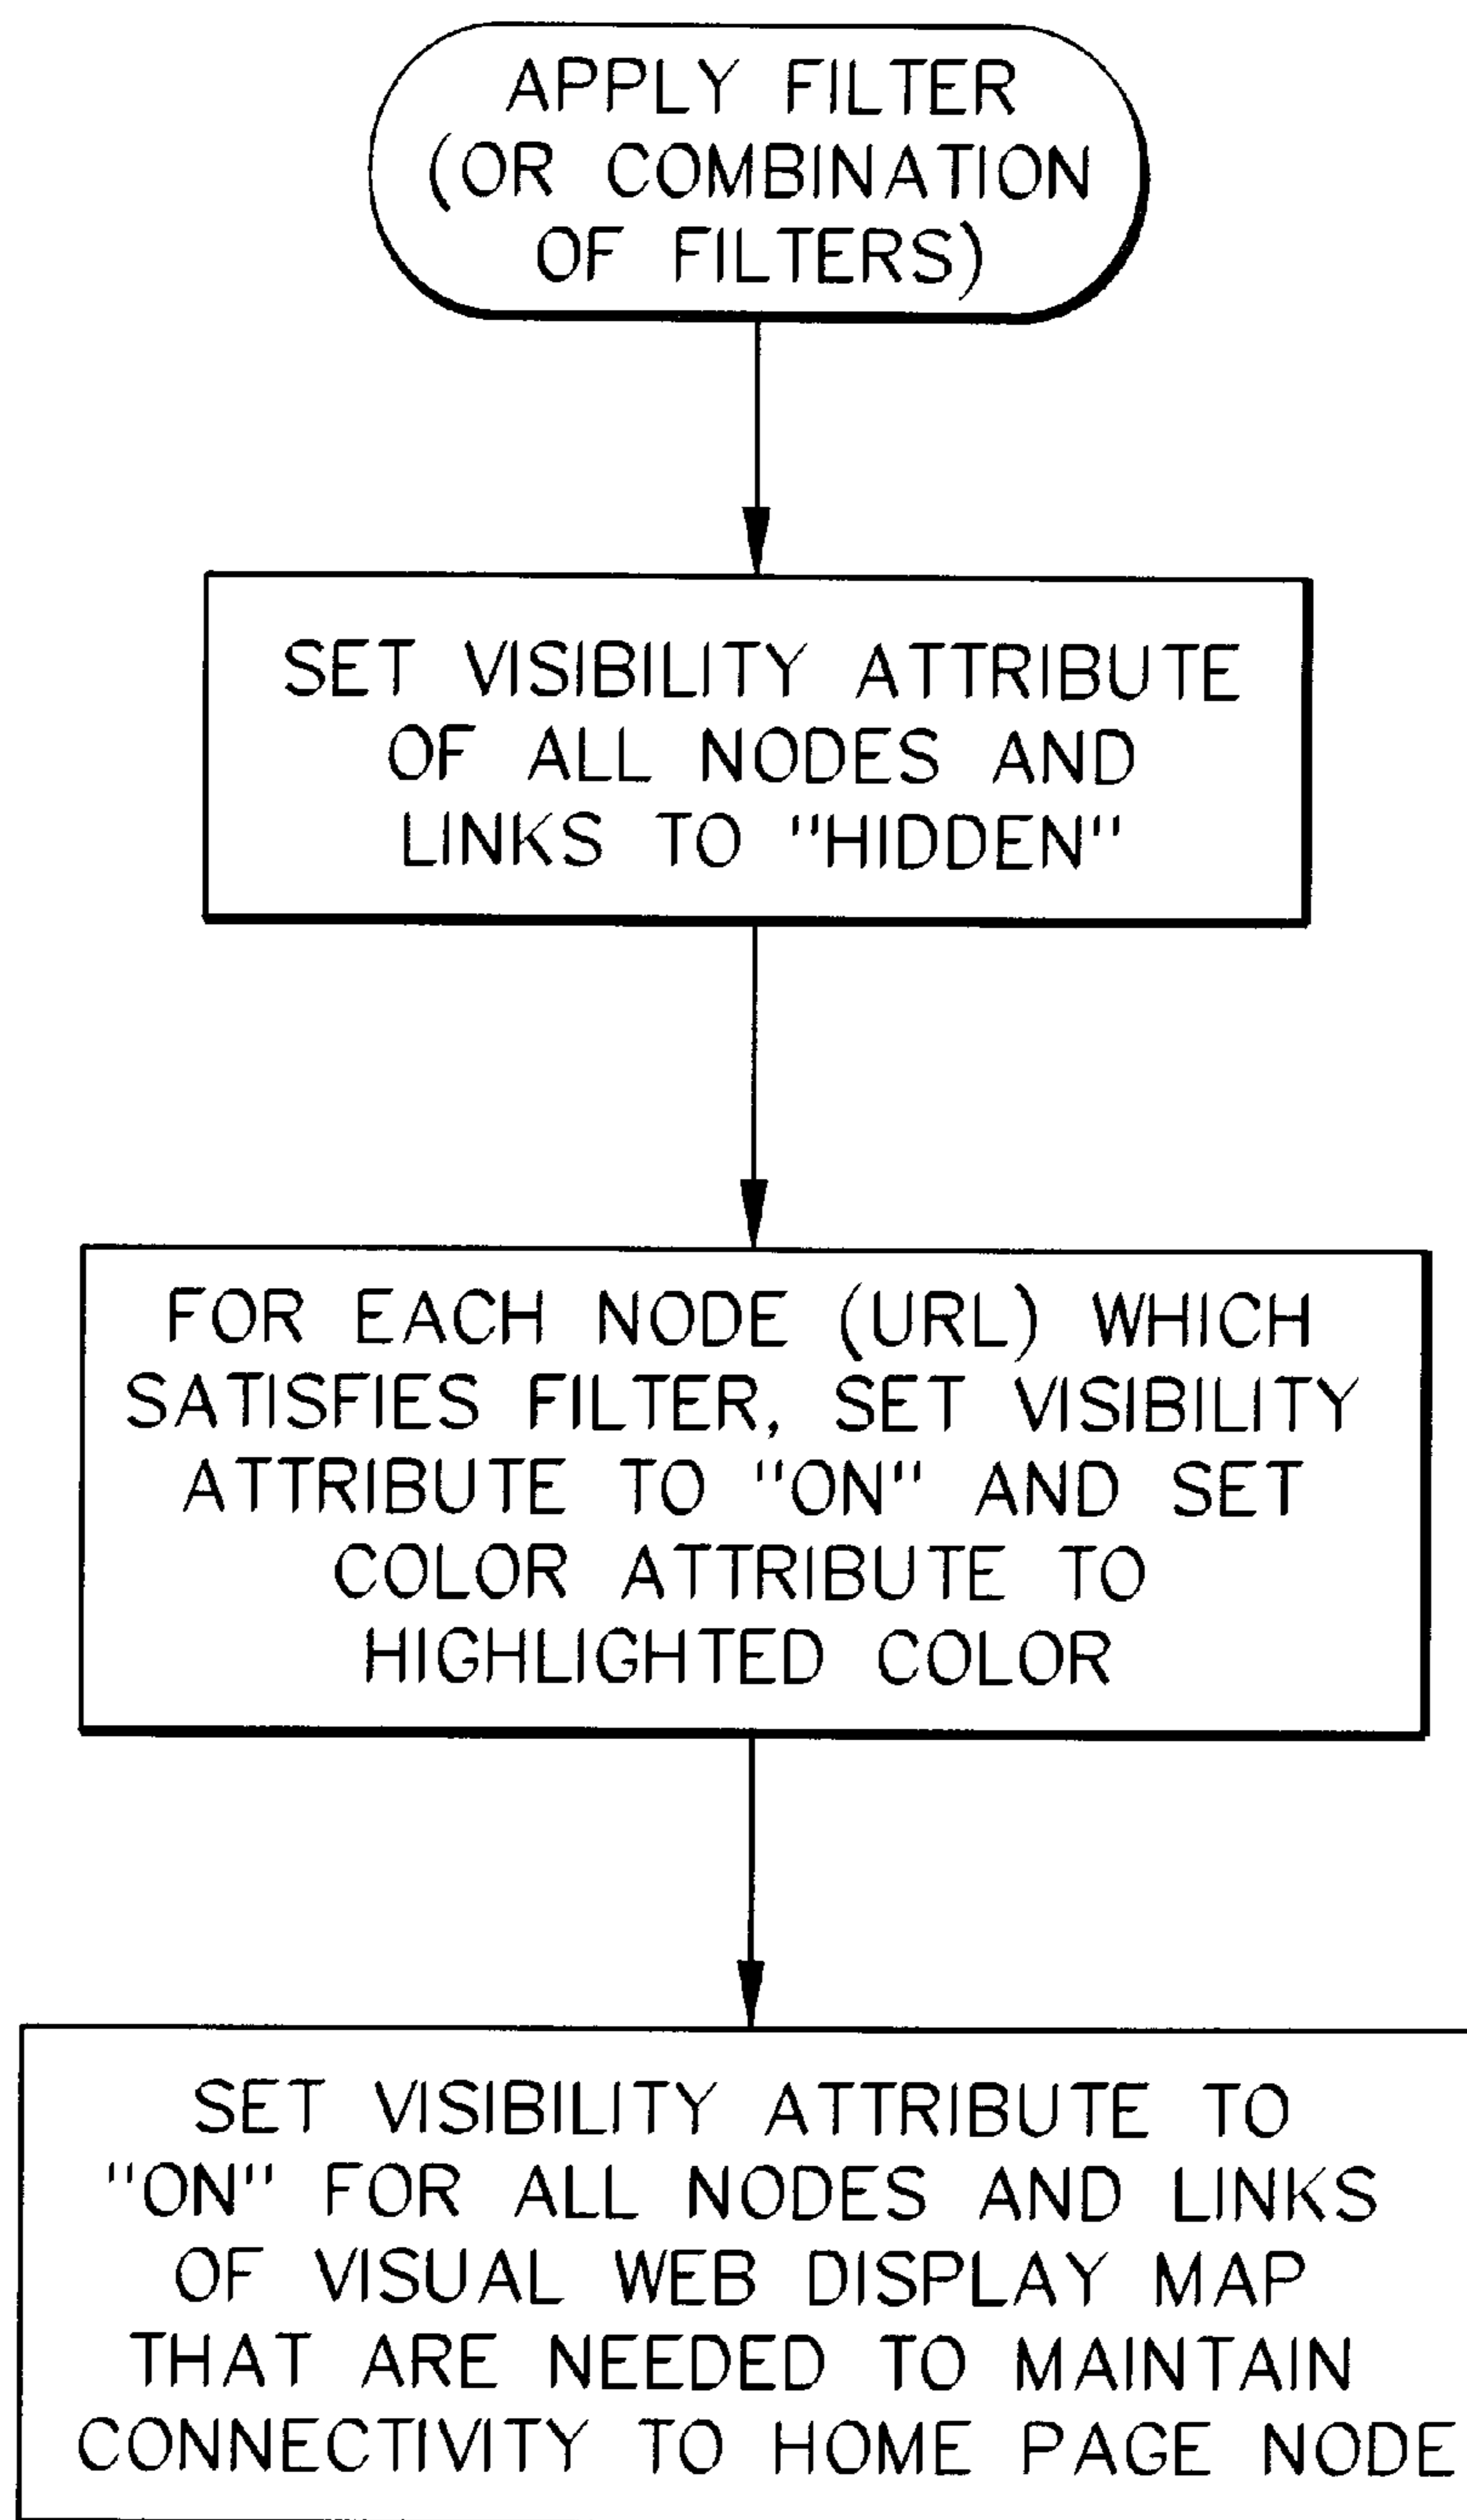 APPLY FILTER
(OR COMBINATION
OF FILTERS)
SET VISIBILITY ATTRIBUTE
OF ALL NODES AND
LINKS TO "HIDDEN"
FOR EACH NODE (URL) WHICH
SATISFIES FILTER, SET VISIBILITY
ATTRIBUTE TO "ON" AND SET
COLOR ATTRIBUTE TO
HIGHLIGHTED COLOR
SET VISIBILITY ATTRIBUTE TO
"ON" FOR ALL NODES AND LINKS
OF VISUAL WEB DISPLAY MAP
THAT ARE NEEDED TO MAINTAIN
CONNECTIVITY TO HOME PAGE NODE